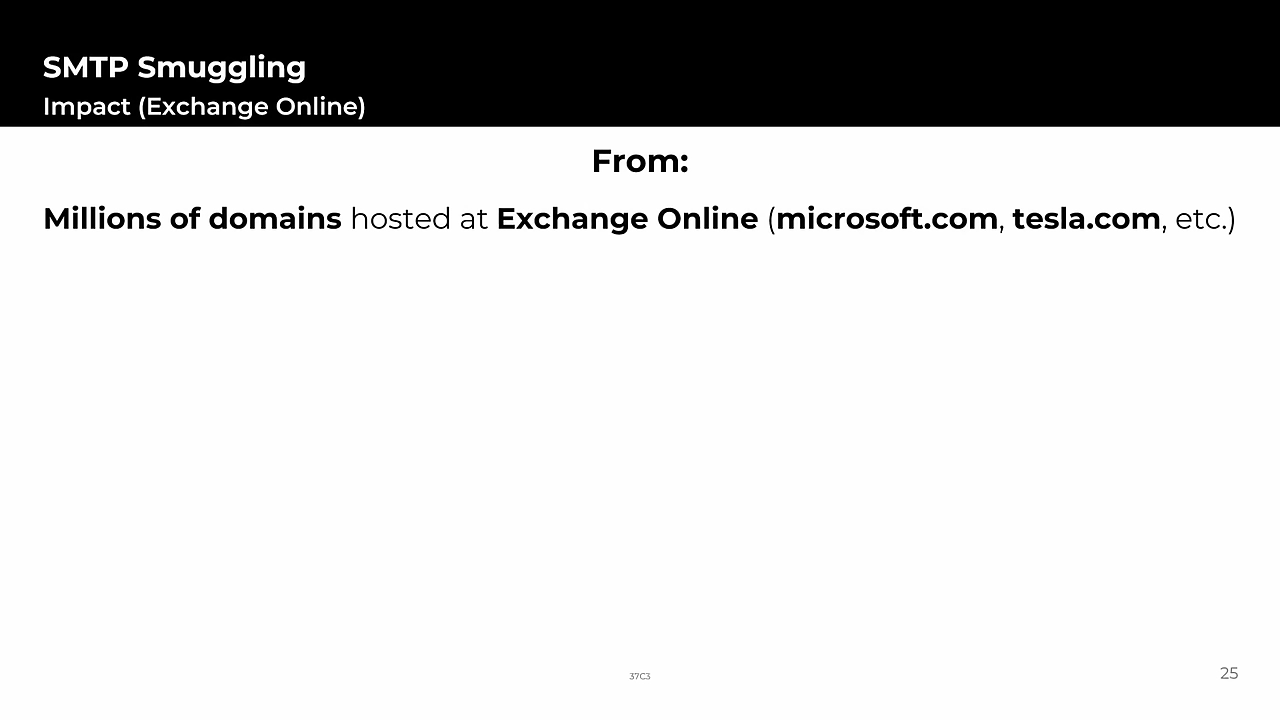 SMTP Smuggling
Impact (Exchange Online)
From:
Millions of domains hosted at Exchange Online (microsoft.com, tesla.com, etc.)
37C3
25